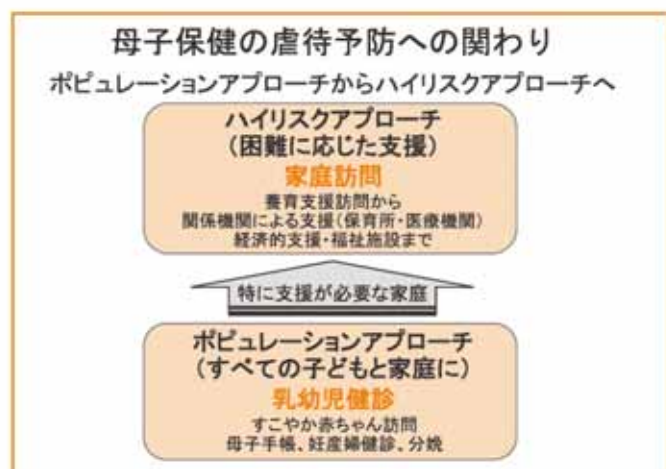 母子保健の虐待予防への関わり
ポピュレーションアプローチからハイリスクアプローチへ
ハイリスクアプローチ
(困難に応じた支援)
家庭訪問
養育支援訪問から
関係機関による支援(保育所・医療機関)
経済的支援・福祉施設まで
特に支援が必要な家庭
ポピュレーションアプローチ
(すべての子どもと家庭に)
乳幼児健診
すこやか赤ちゃん訪問
母子手帳、妊産婦健診、分娩